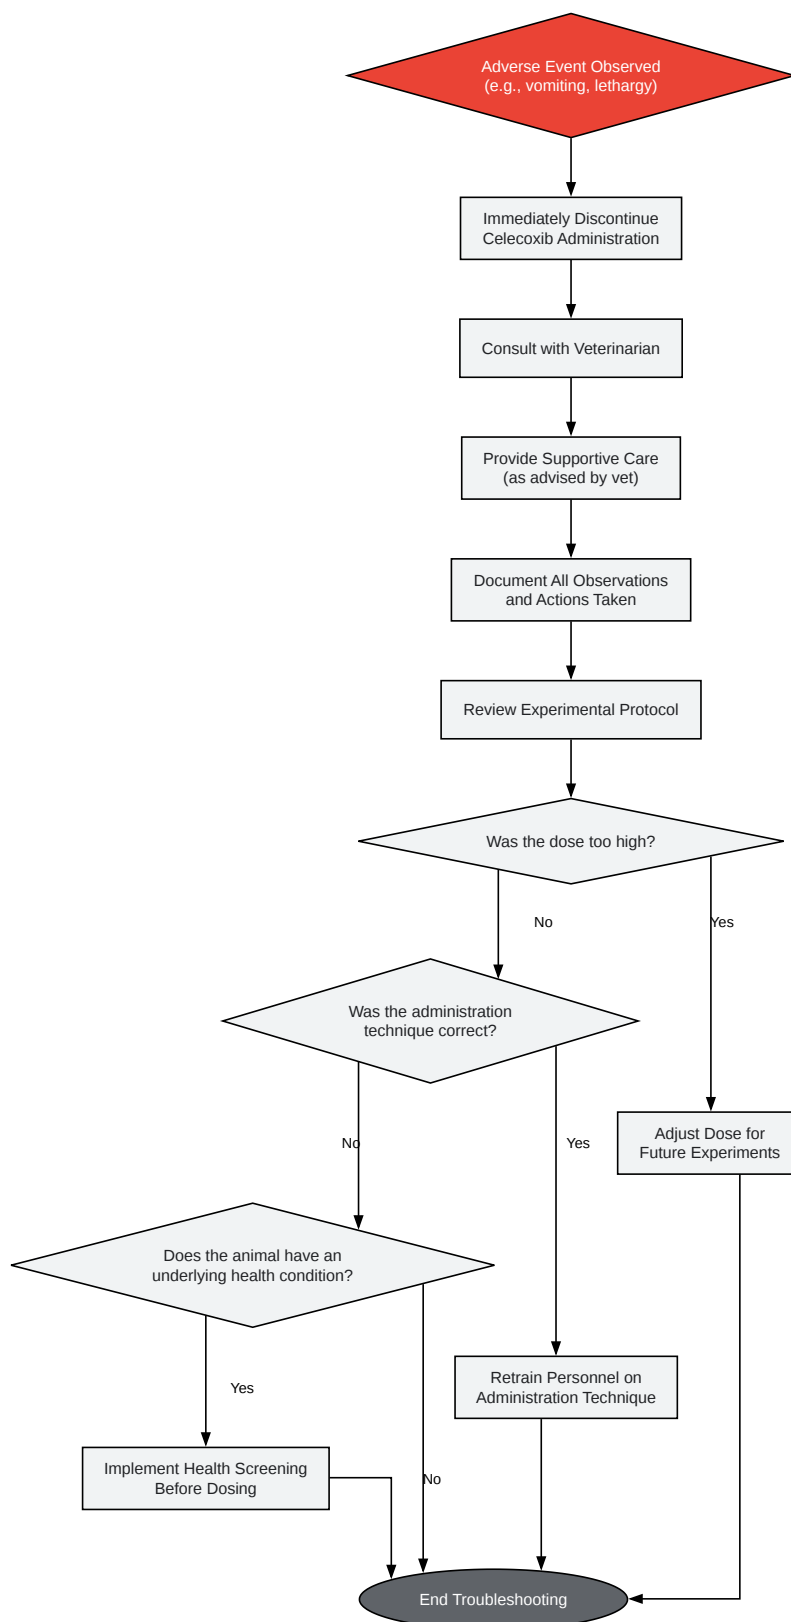 Adverse Event Observed
(e.g., vomiting, lethargy)
Immediately Discontinue
Celecoxib Administration
Consult with Veterinarian
Provide Supportive Care
(as advised by vet)
Document All Observations
and Actions Taken
Review Experimental Protocol
Was the dose too high?
No
Yes
Was the administration
technique correct?
No
Yes
Adjust Dose for
Future Experiments
Does the animal have an
underlying health condition?
Yes
Retrain Personnel on
Administration Technique
Implement Health Screening
Before Dosing
No
End Troubleshooting